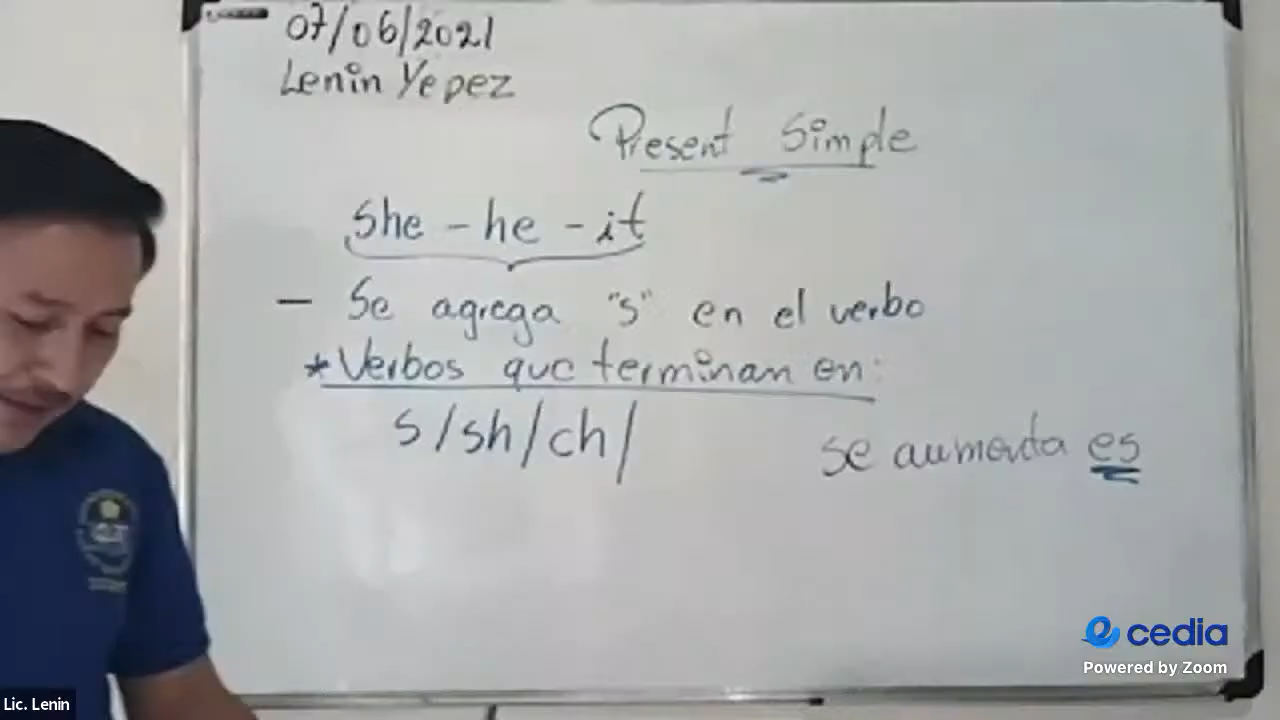 07/06/2021
Lenin Yepez
Present Simple
She - he - it
- Se agrega "s" en el verbo
* Verbos que terminan en:
s/sh/ch/ se aumenta es
cedia
Powered by Zoom
Lic. Lenin